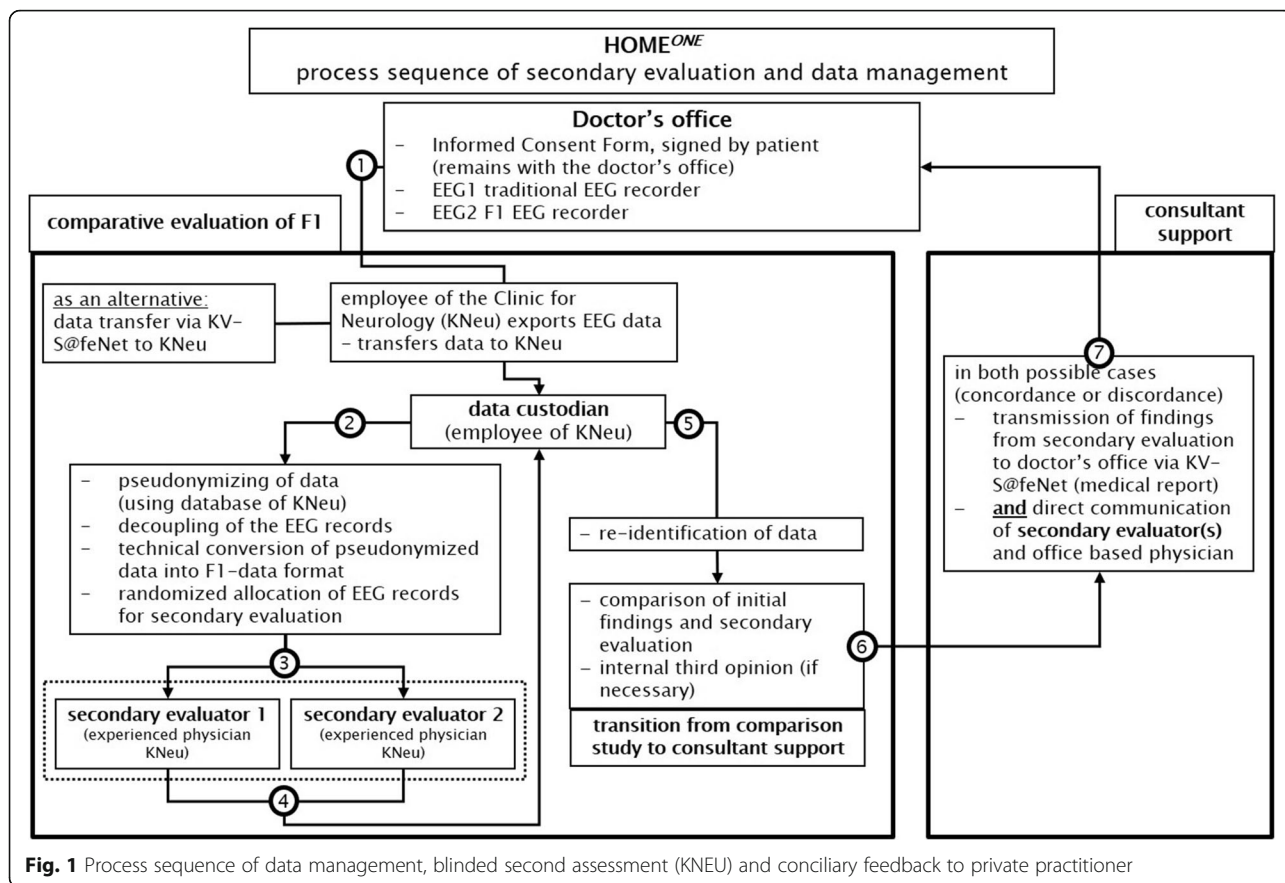 HOME^ONE
process sequence of secondary evaluation and data management
Doctor's office
– Informed Consent Form, signed by patient
(remains with the doctor's office)
– EEG1 traditional EEG recorder
– EEG2 F1 EEG recorder
1
comparative evaluation of F1
consultant
support
as an alternative:
data transfer via KV-
S@feNet to KNeu
employee of the Clinic for
Neurology (KNeu) exports EEG data
– transfers data to KNeu
data custodian
(employee of KNeu)
2
5
– pseudonymizing of data
(using database of KNeu)
– decoupling of the EEG records
– technical conversion of pseudonymized
data into F1-data format
– randomized allocation of EEG records
for secondary evaluation
3
secondary evaluator 1
(experienced physician
KNeu)
secondary evaluator 2
(experienced physician
KNeu)
4
– re-identification of data
– comparison of initial
findings and secondary
evaluation
– internal third opinion (if
necessary)
6
transition from comparison
study to consultant support
7
in both possible cases
(concordance or discordance)
– transmission of findings
from secondary evaluation
to doctor's office via KV-
S@feNet (medical report)
– and direct communication
of secondary evaluator(s)
and office based physician
Fig. 1 Process sequence of data management, blinded second assessment (KNEU) and conciliary feedback to private practitioner